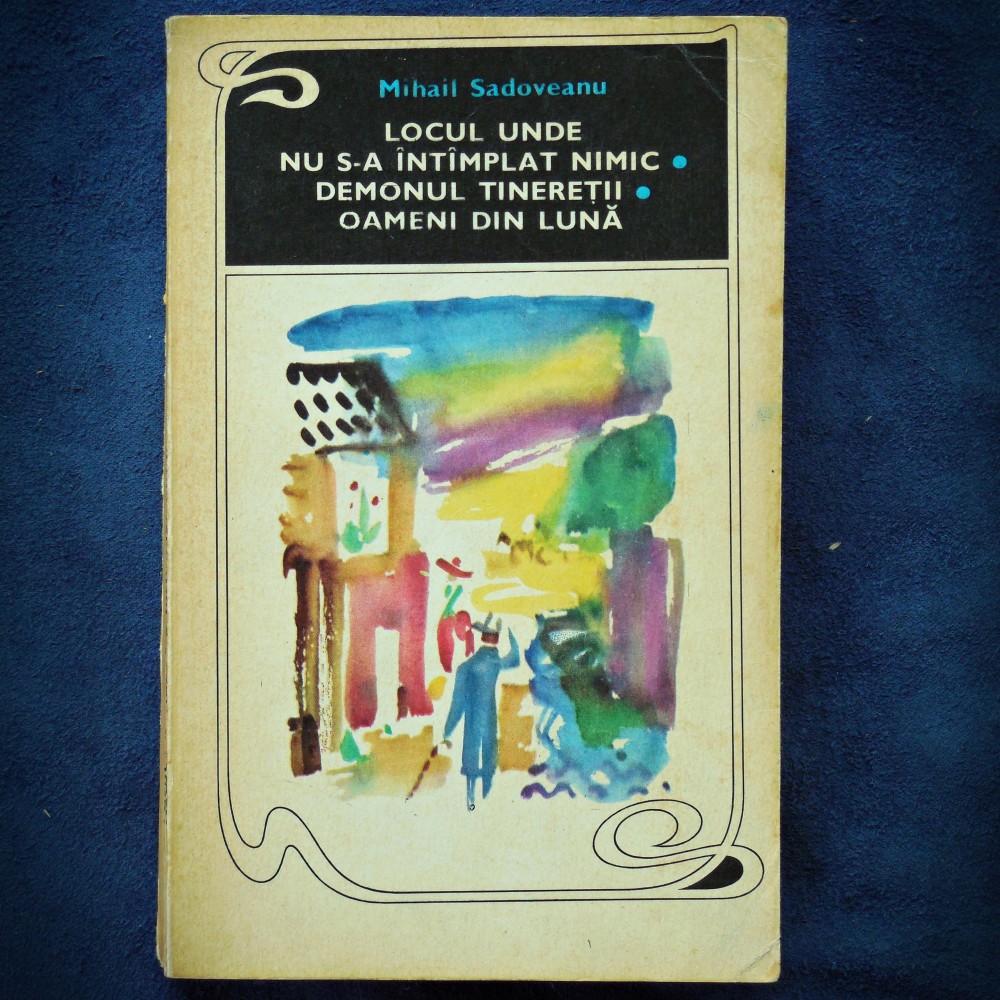 Mihail Sadoveanu
LOCUL UNDE
NU S-A ÎNTÎMPLAT NIMIC •
DEMONUL TINEREȚII •
OAMENI DIN LUNĂ